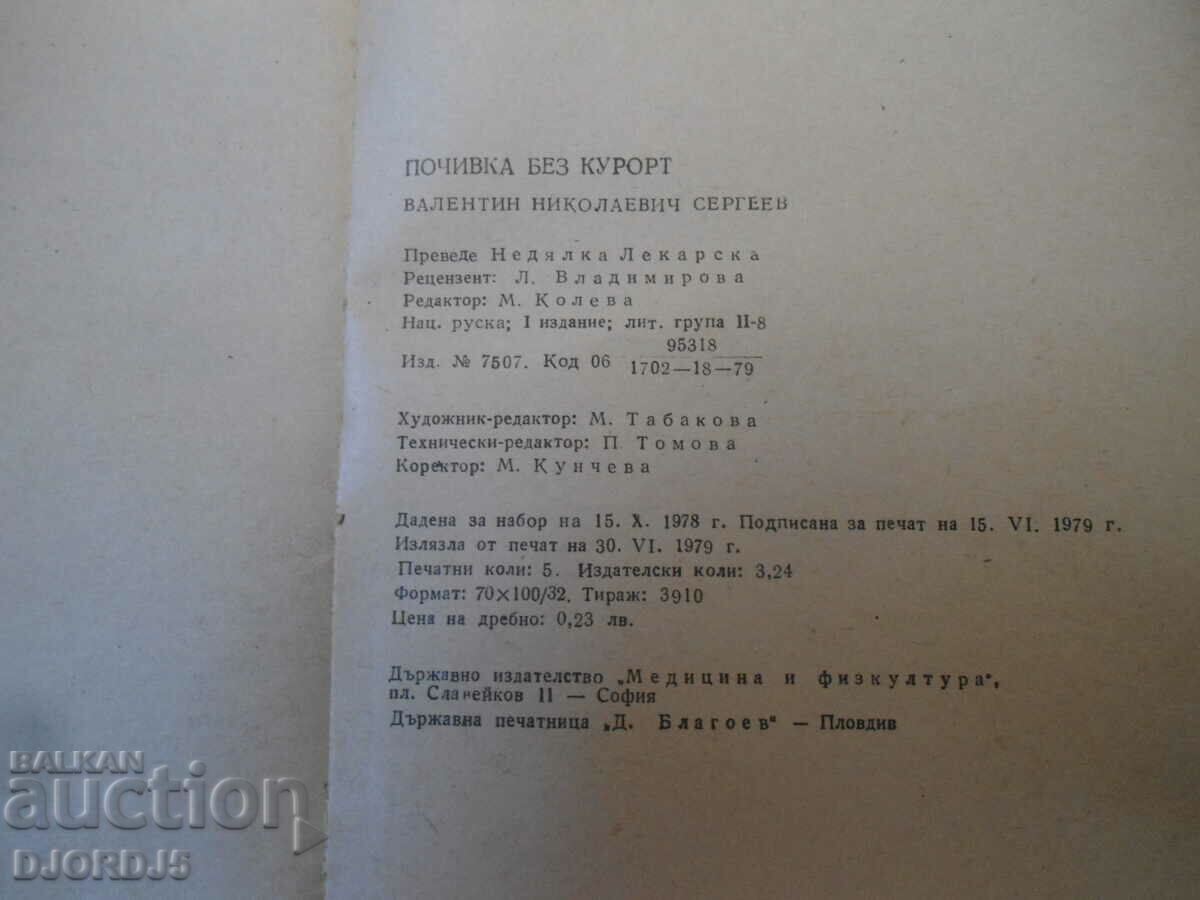 ПОЧИВКА БЕЗ КУРОРТ
ВАЛЕНТИН НИКОЛАЕВИЧ СЕРГЕЕВ
Преведе Недялка Лекарска
Рецензент: Л. Владимирова
Редактор: М. Колева
Нац. руска; I издание; лит. група II-8
95318
Изд. № 7507. Код 06 1702—18—79
Художник-редактор: М. Табакова
Технически-редактор: П Томова
Коректор: М. Кунчева
Дадена за набор на 15. X. 1978 г. Подписана за печат на 15. VI. 1979 г.
Излязла от печат на 30. VI. 1979 г.
Печатни коли: 5. Издателски коли: 3,24
Формат: 70×100/32. Тираж: 3910
Цена на дребно: 0,23 лв.
Държавно издателство „Медицина и физкултура“,
пл. Славейков 11 — София
Държавна печатница „Д. Благоев“ — Пловдив
BALKAN
auction
DJORDJ5